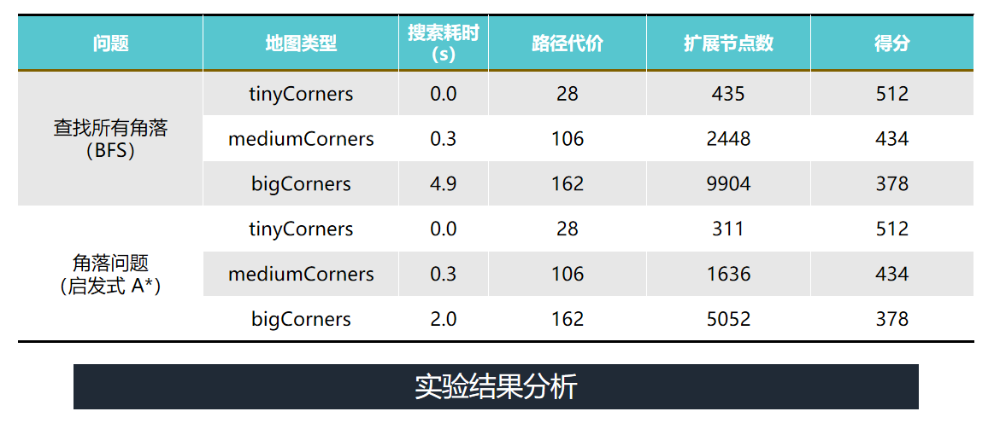 问题 地图类型 搜索耗时 (s) 路径代价 扩展节点数 得分
查找所有角落
（BFS）
tinyCorners 0.0 28 435 512
mediumCorners 0.3 106 2448 434
bigCorners 4.9 162 9904 378
角落问题
（启发式 A*）
tinyCorners 0.0 28 311 512
mediumCorners 0.3 106 1636 434
bigCorners 2.0 162 5052 378
实验结果分析